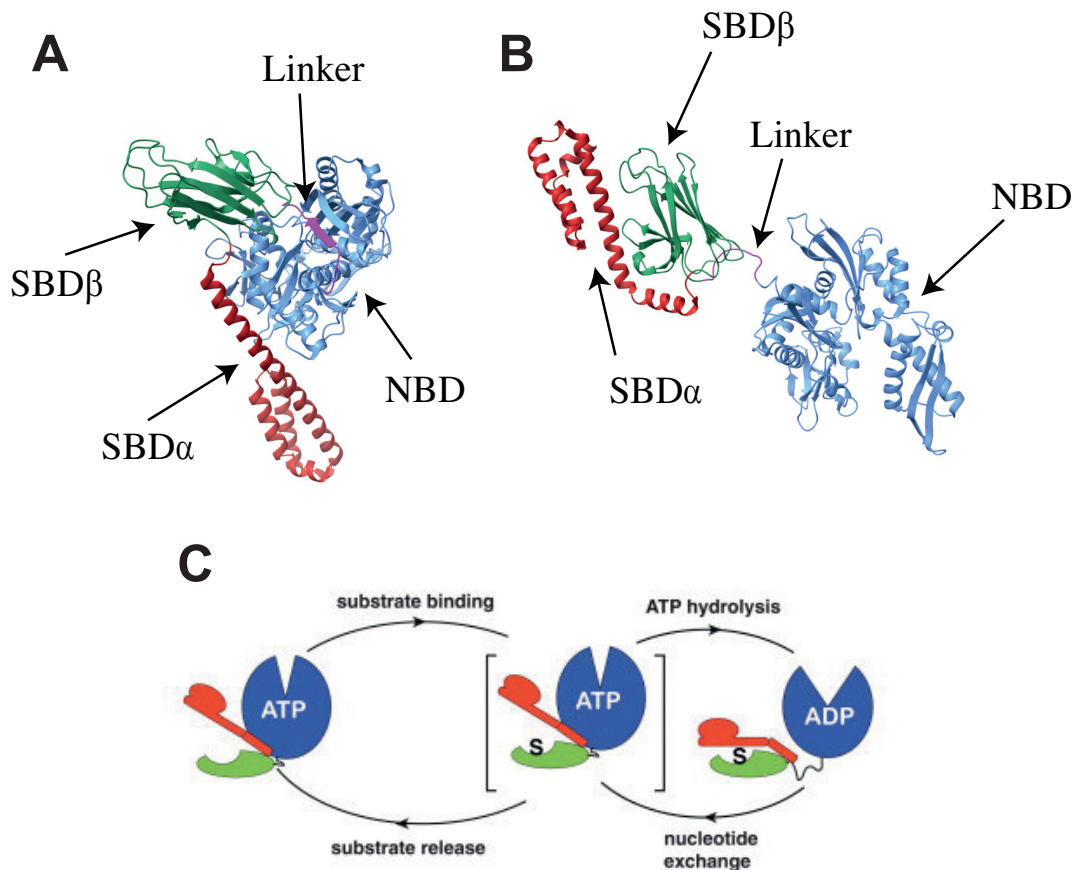 A
Linker
SBDβ
NBD
SBDα
B
SBDβ
Linker
NBD
SBDα
C
substrate binding
ATP hydrolysis
ATP
S
ATP
S
ADP
substrate release
nucleotide
exchange